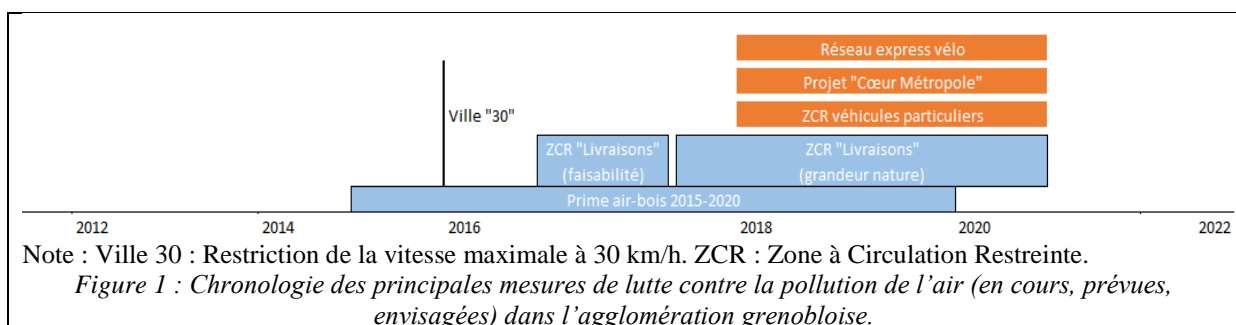 Réseau express vélo
Projet "Cœur Métropole"
Ville "30"
ZCR véhicules particuliers
ZCR "Livraisons"
(faisabilité)
ZCR "Livraisons"
(grandeur nature)
Prime air-bois 2015-2020
2012 2014 2016 2018 2020 2022
Note : Ville 30 : Restriction de la vitesse maximale à 30 km/h. ZCR : Zone à Circulation Restreinte.
Figure 1 : Chronologie des principales mesures de lutte contre la pollution de l’air (en cours, prévues,
envisagées) dans l’agglomération grenobloise.